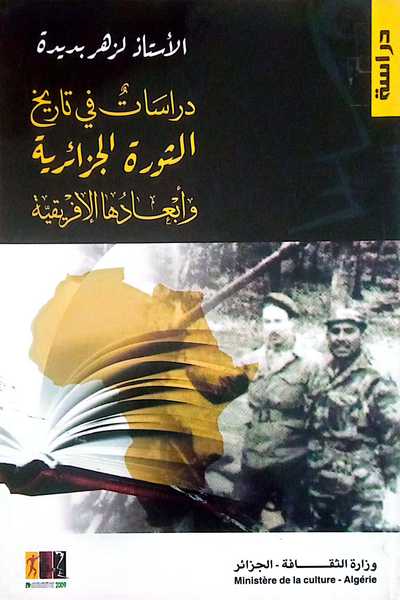 دراسة
الأستاذ لزهر بديدة
دراسات في تاريخ
الثورة الجزائرية
وأبعادها الإفريقية
وزارة الثقافة - الجزائر
Ministère de la culture - Algérie
2009